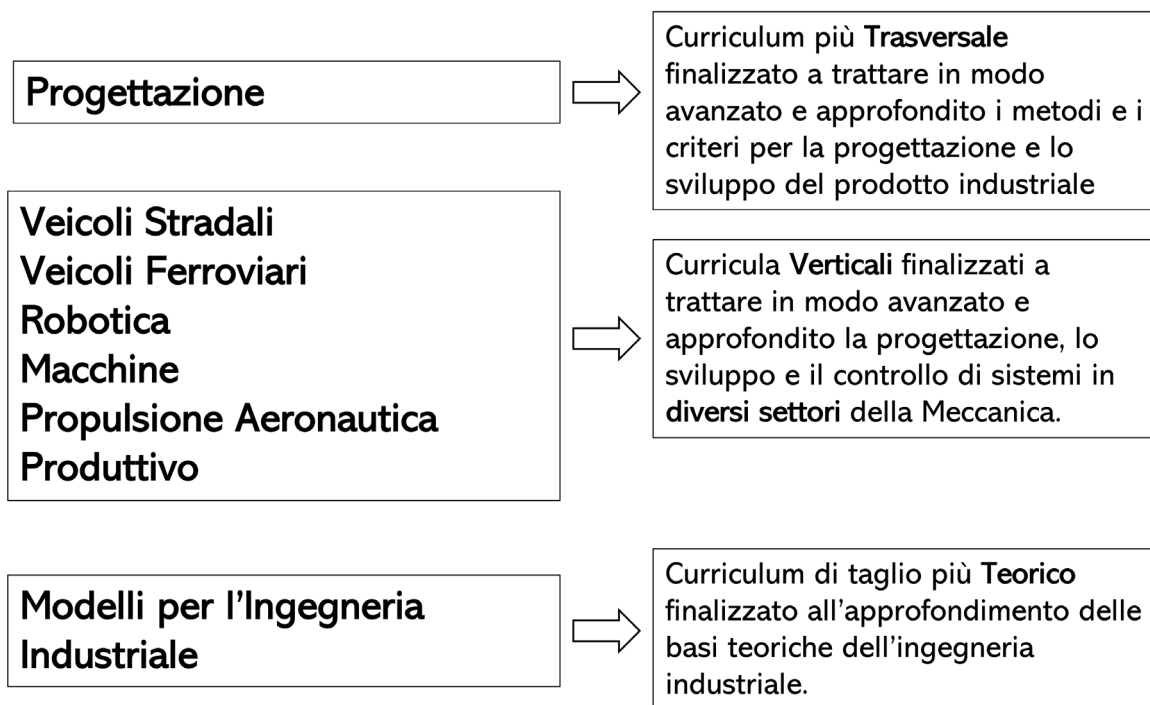 Progettazione
Curriculum più Trasversale
finalizzato a trattare in modo
avanzato e approfondito i metodi e i
criteri per la progettazione e lo
sviluppo del prodotto industriale
Veicoli Stradali
Veicoli Ferroviari
Robotica
Macchine
Propulsione Aeronautica
Produttivo
Curricula Verticali finalizzati a
trattare in modo avanzato e
approfondito la progettazione, lo
sviluppo e il controllo di sistemi in
diversi settori della Meccanica.
Modelli per l'Ingegneria
Industriale
Curriculum di taglio più Teorico
finalizzato all'approfondimento delle
basi teoriche dell'ingegneria
industriale.